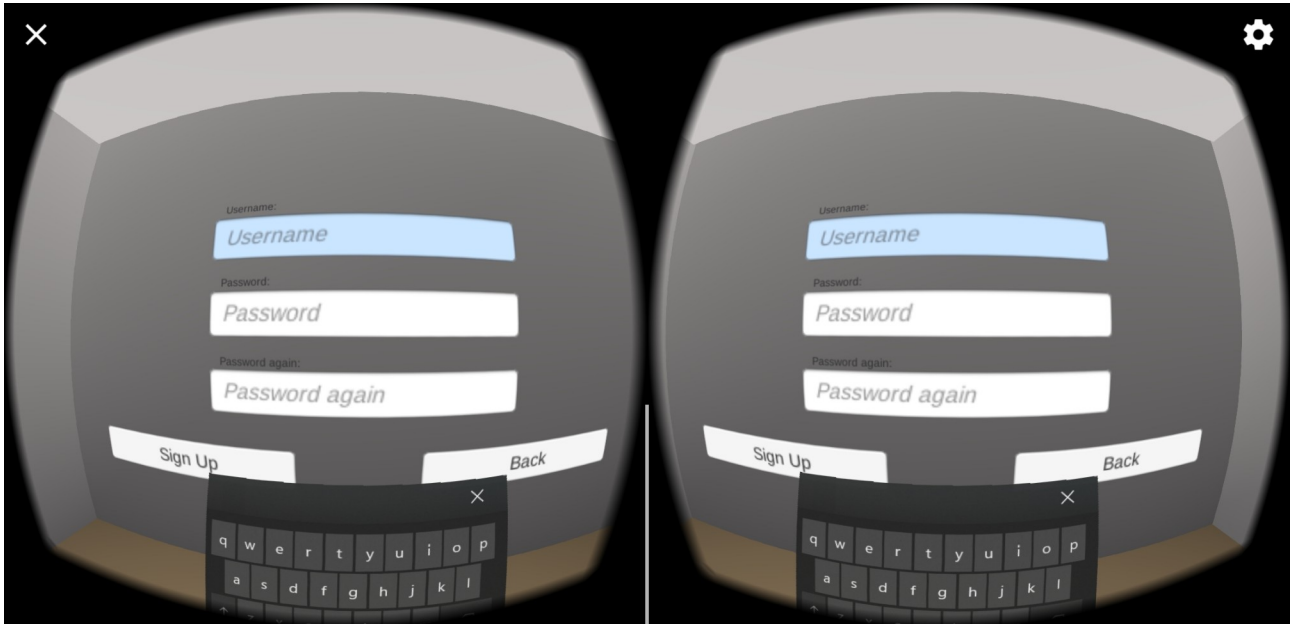 Username:
Username
Password:
Password
Password again:
Password again
Sign Up
Back
q w e r t y u i o p
a s d f g h j k l
Username:
Username
Password:
Password
Password again:
Password again
Sign Up
Back
q w e r t y u i o p
a s d f g h j k l